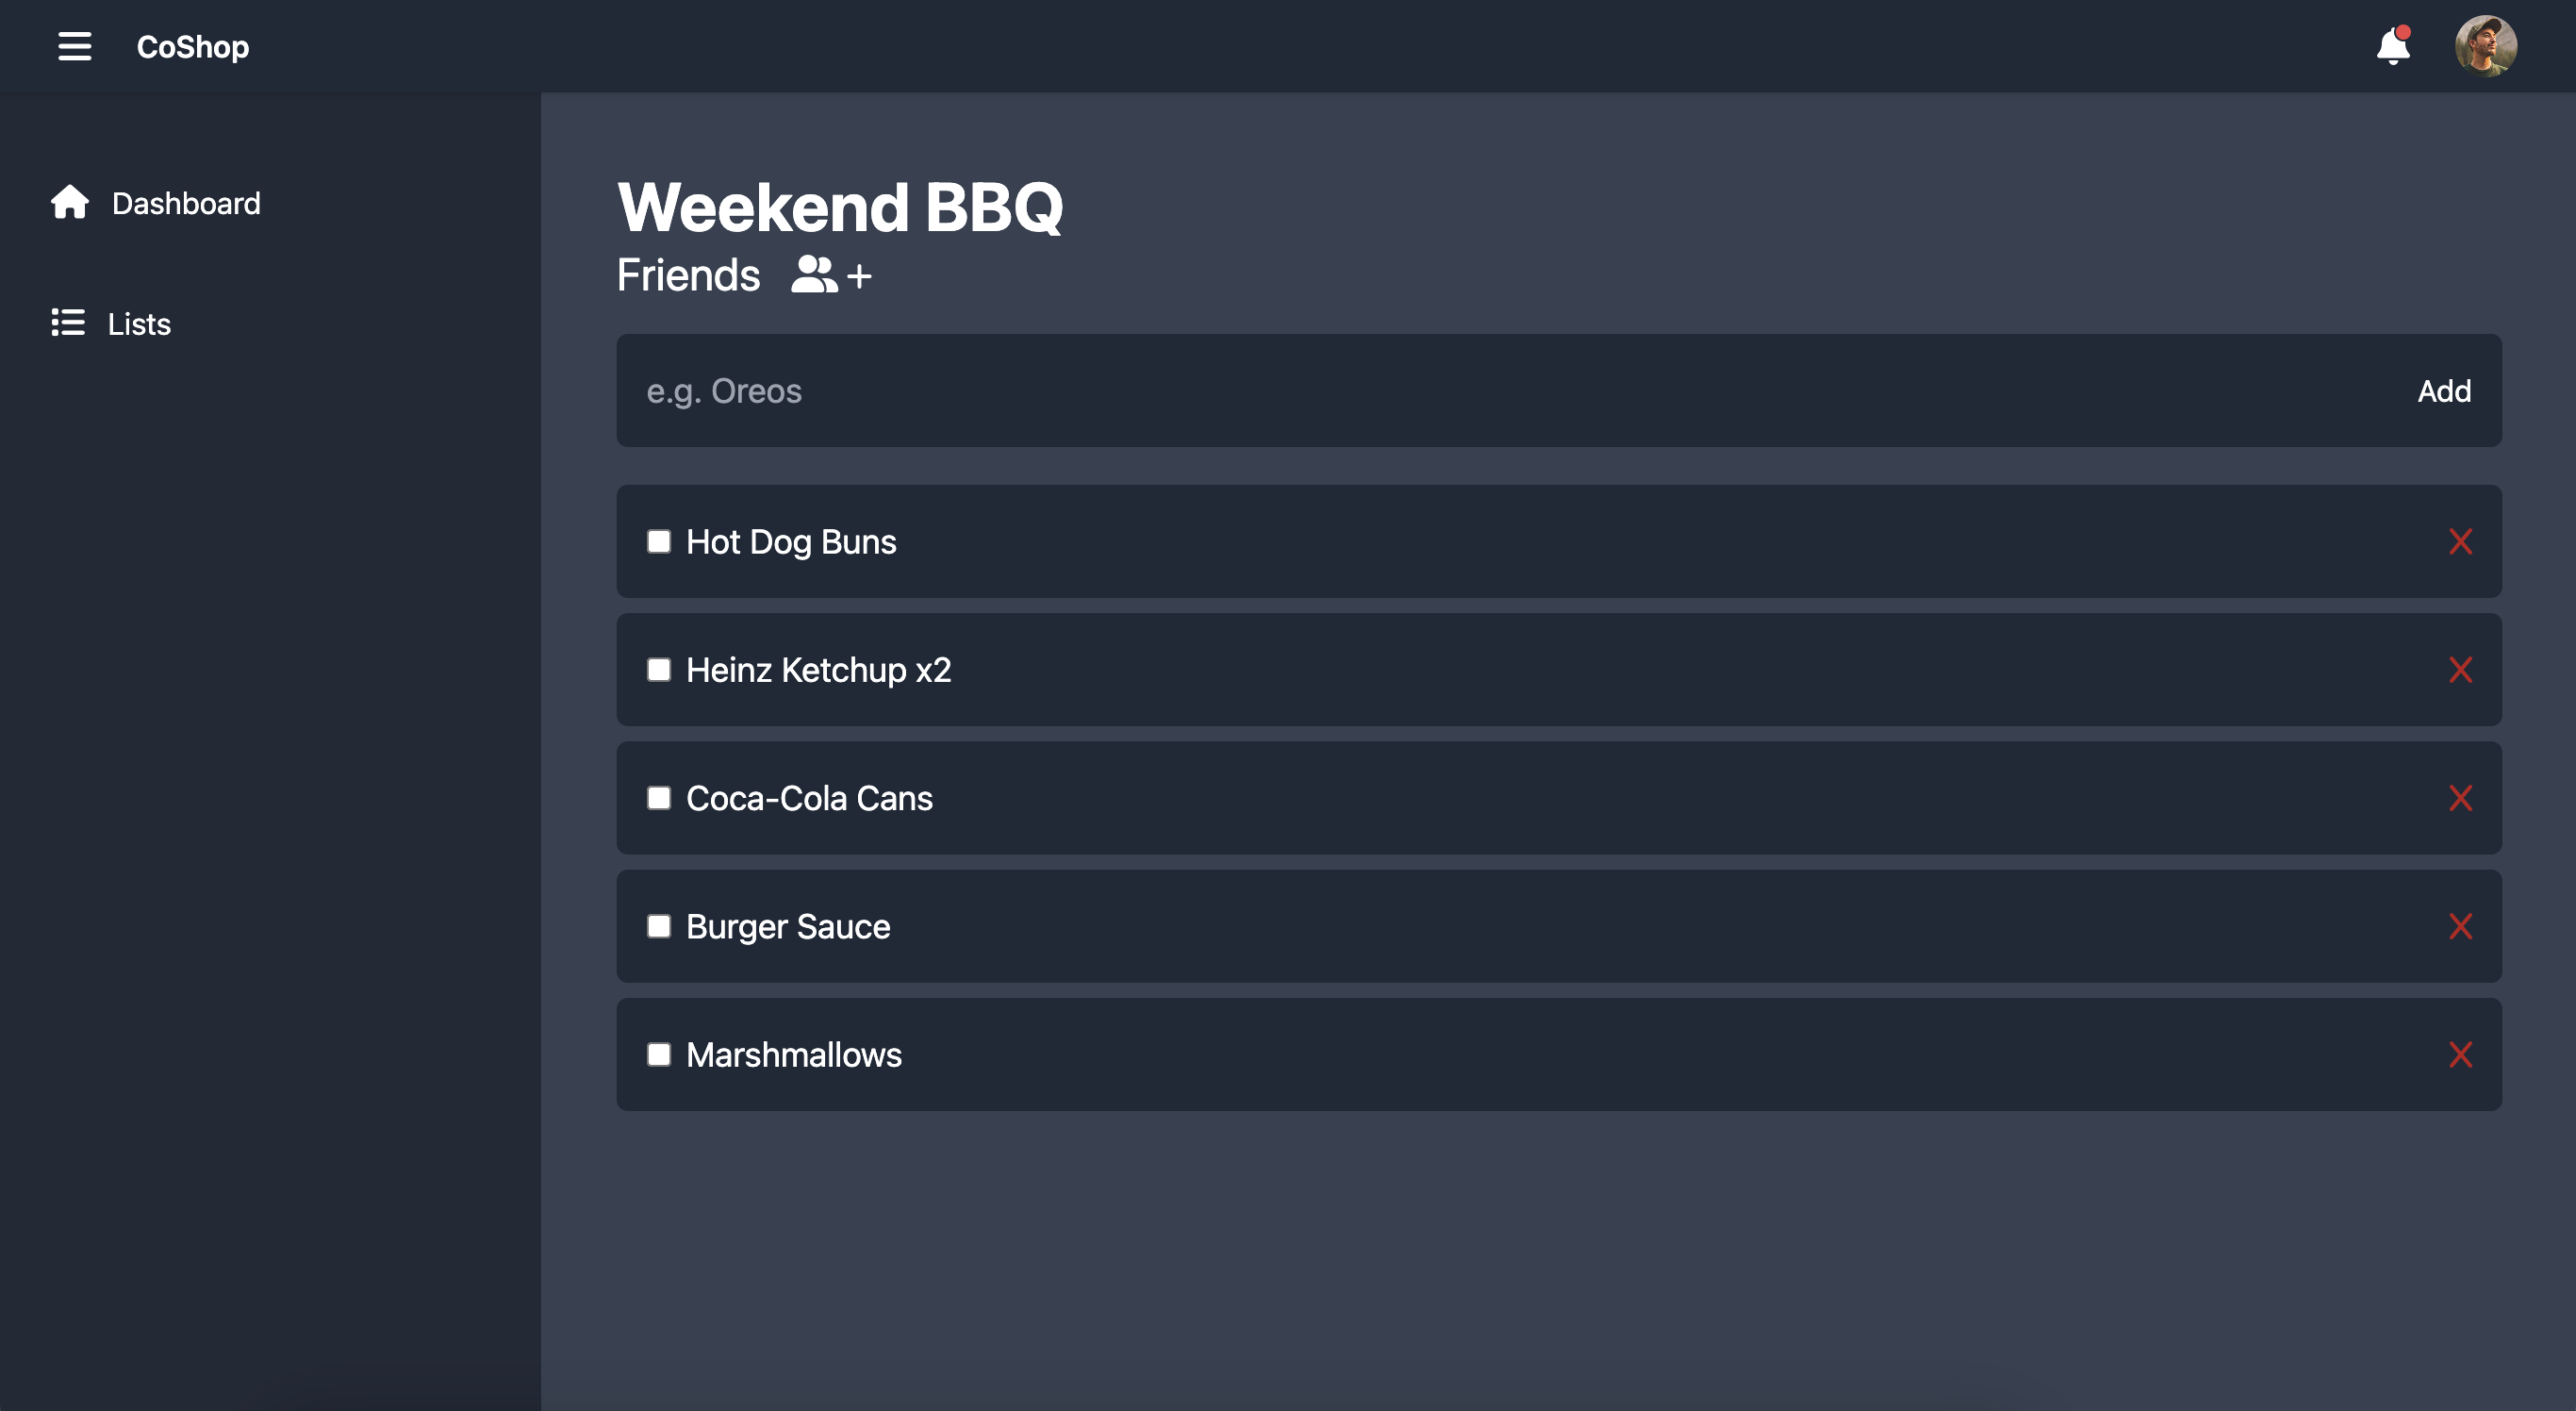 CoShop
Dashboard
Lists
Weekend BBQ
Friends
e.g. Oreos
Add
Hot Dog Buns
Heinz Ketchup x2
Coca-Cola Cans
Burger Sauce
Marshmallows